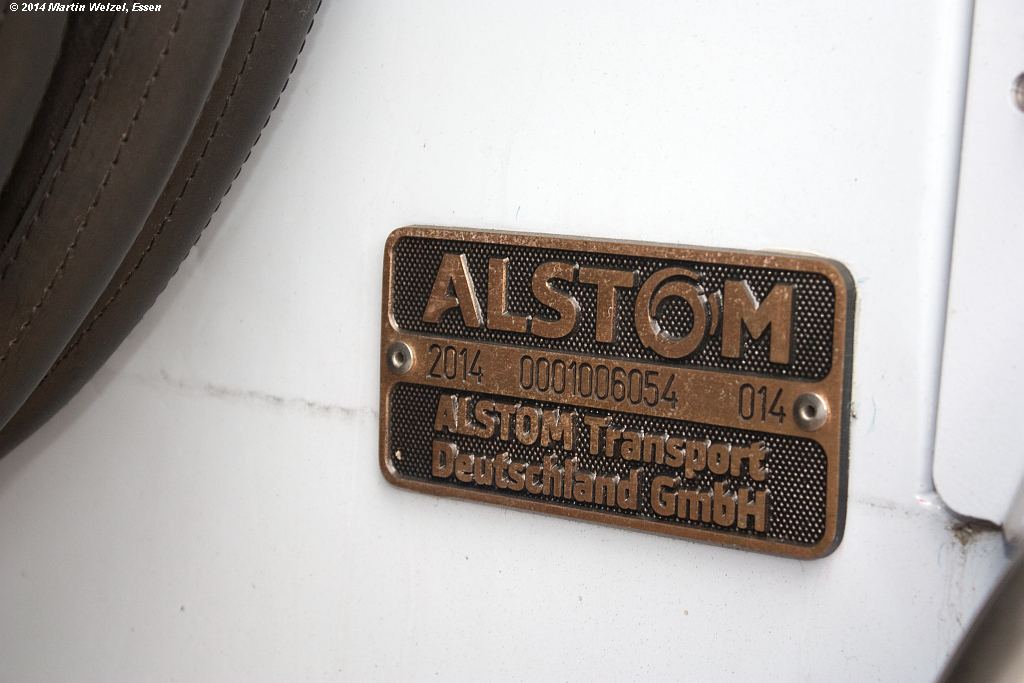 © 2014 Martin Welzel, Essen
ALSTOM
2014 0001006054 014
ALSTOM Transport
Deutschland GmbH